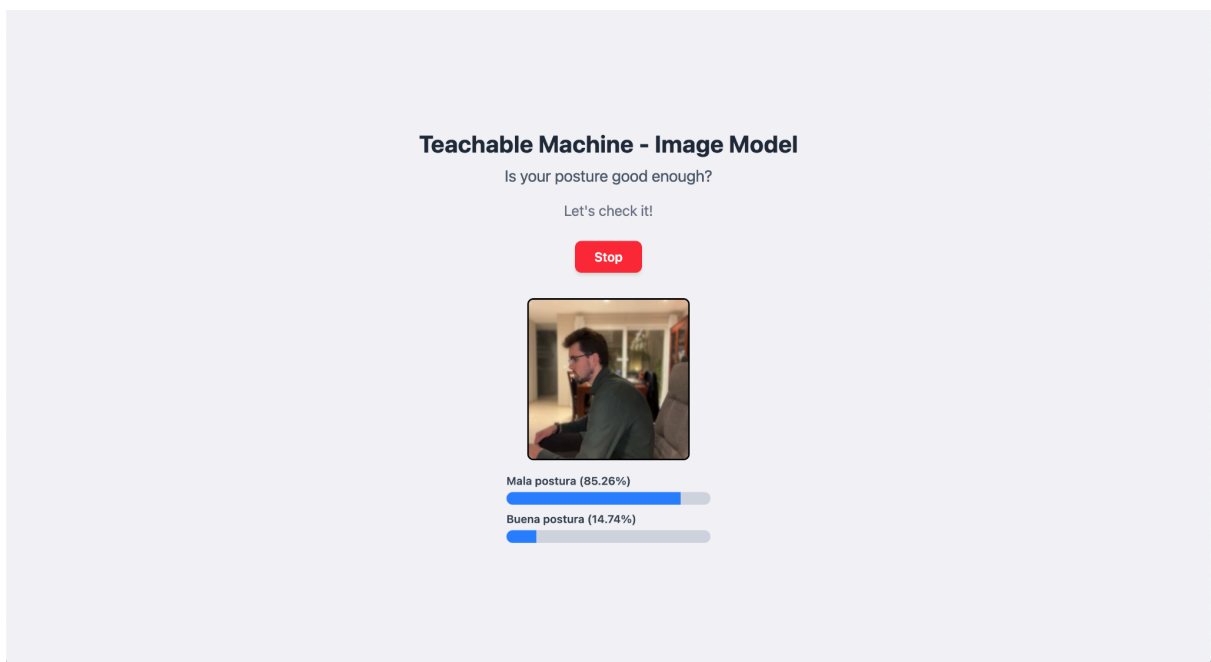 Teachable Machine - Image Model
Is your posture good enough?
Let's check it!
Stop
Mala postura (85.26%)
Buena postura (14.74%)